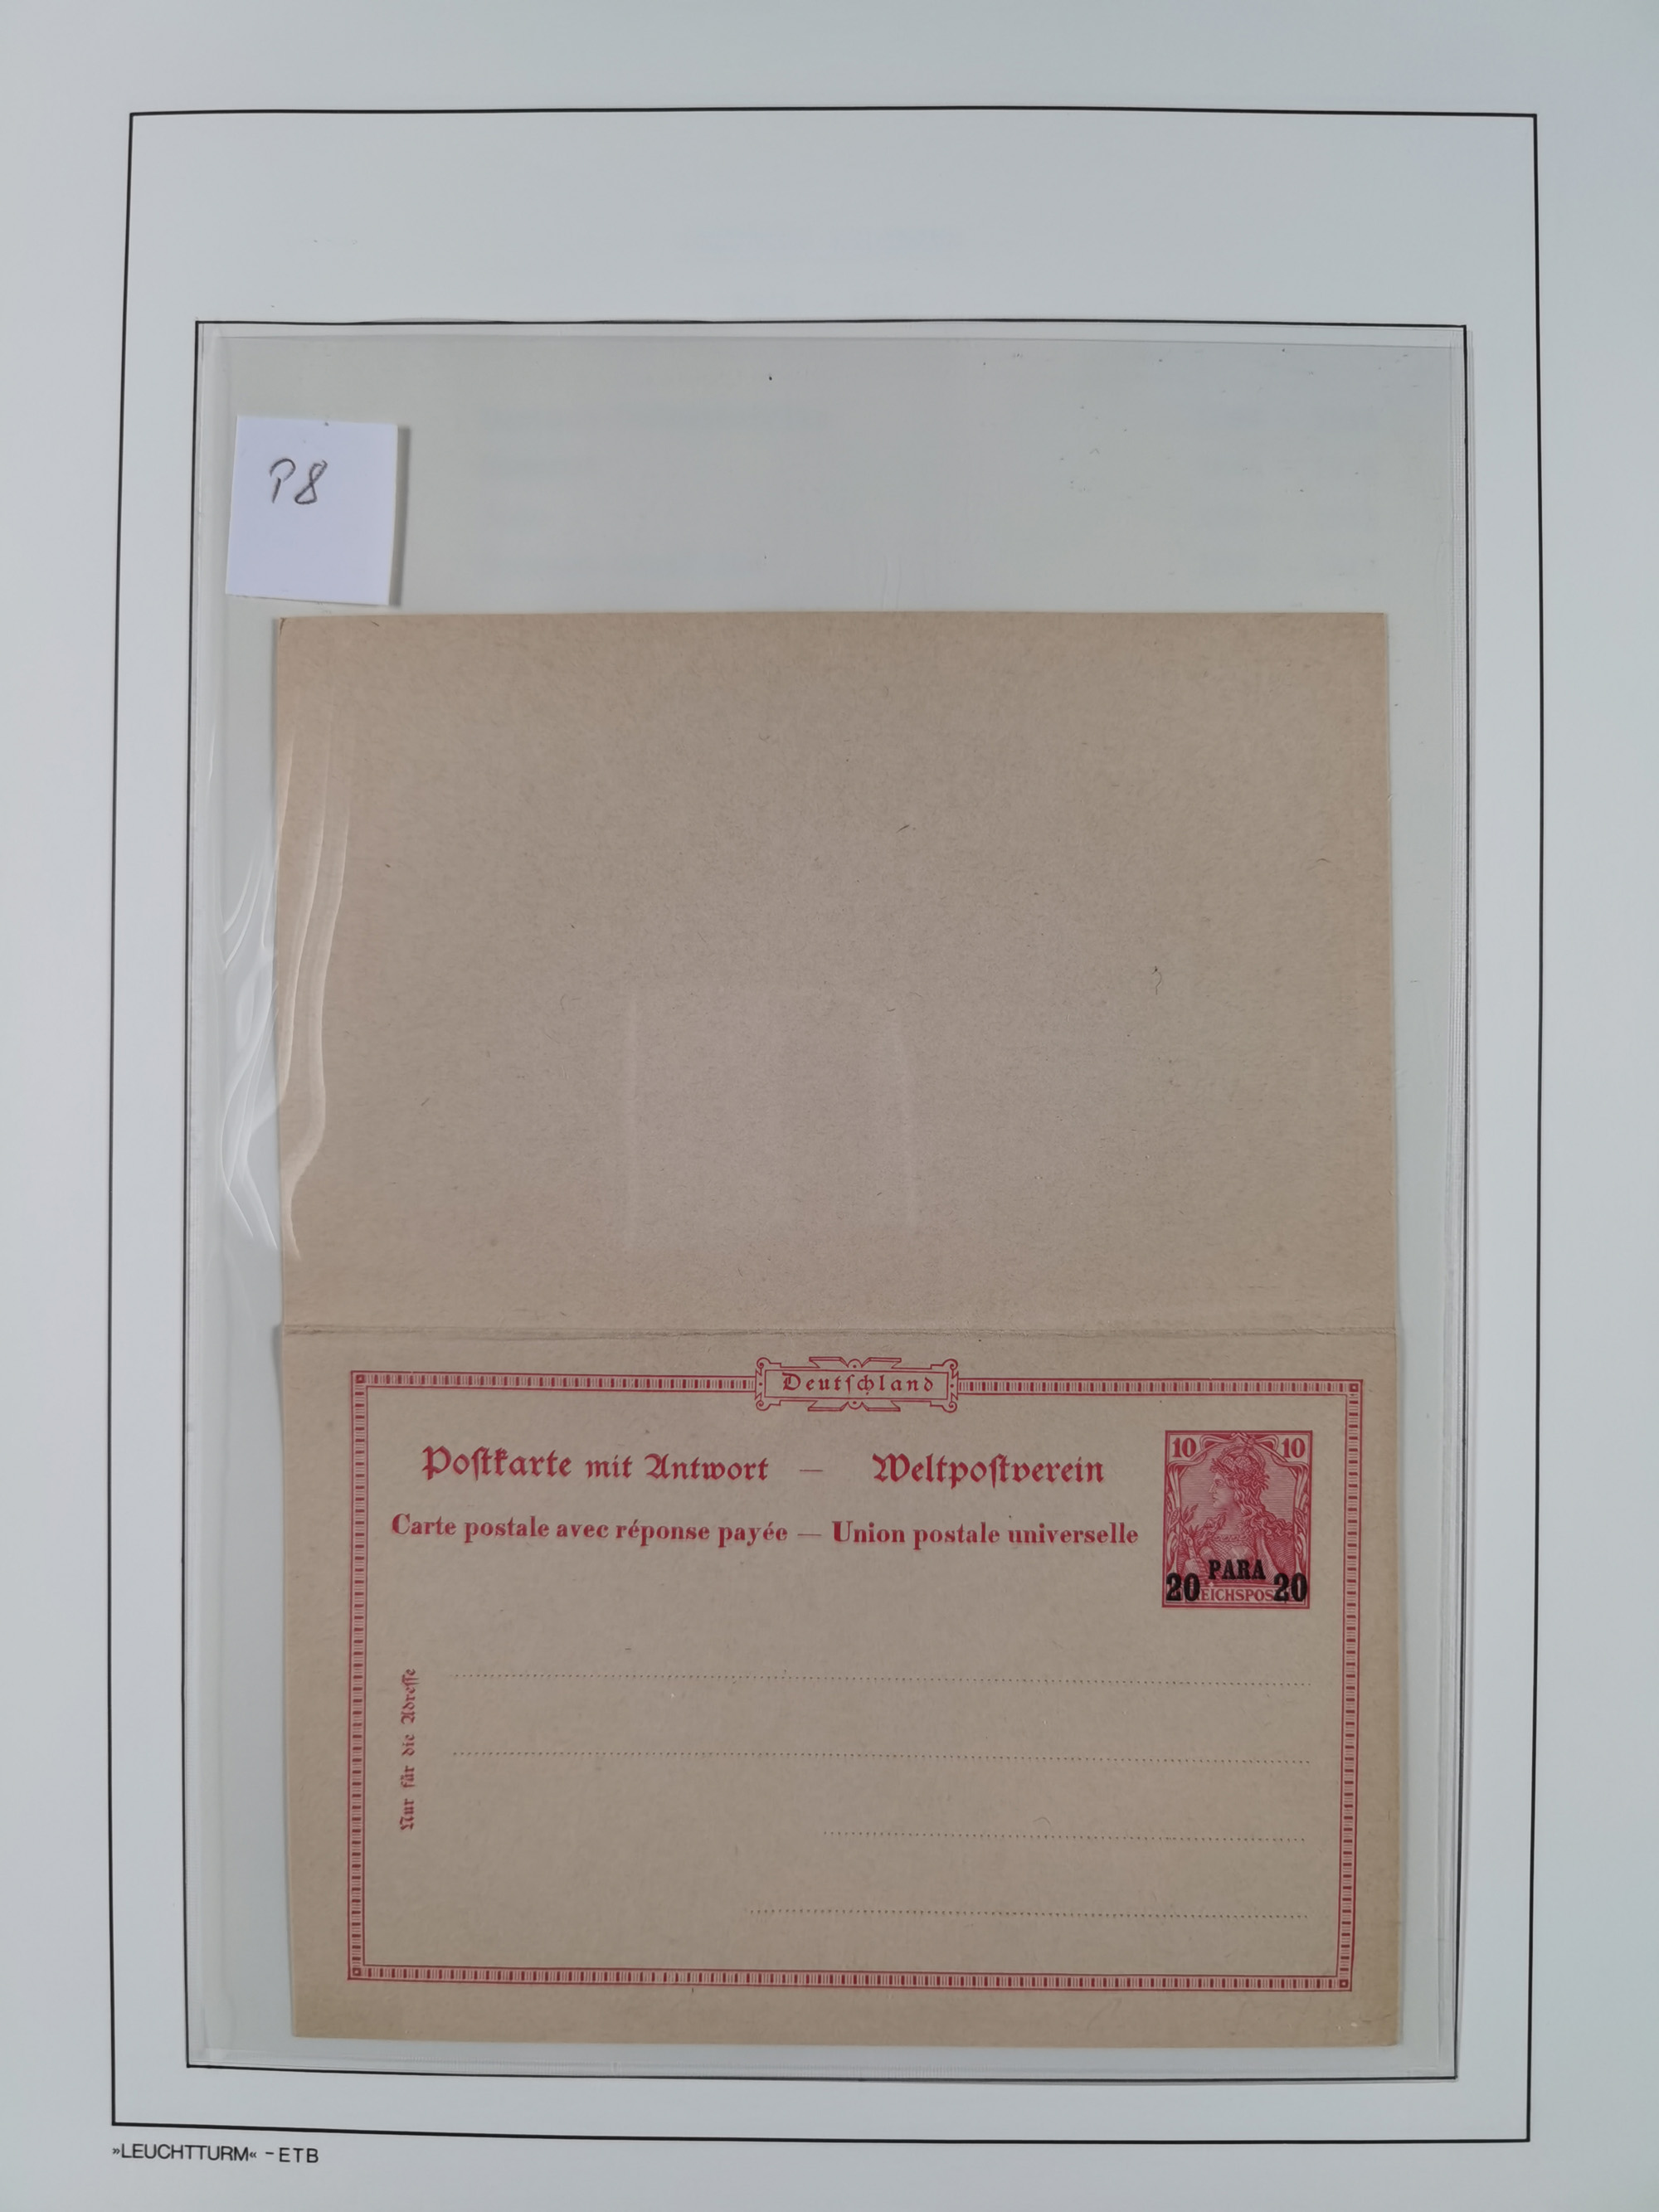 P8
Deutschland
Postkarte mit Antwort — Weltpostverein
Carte postale avec réponse payée — Union postale universelle
10 10
PARA
20 20
REICHSPOST
Nur für die Adresse
»LEUCHTTURM« – ETB